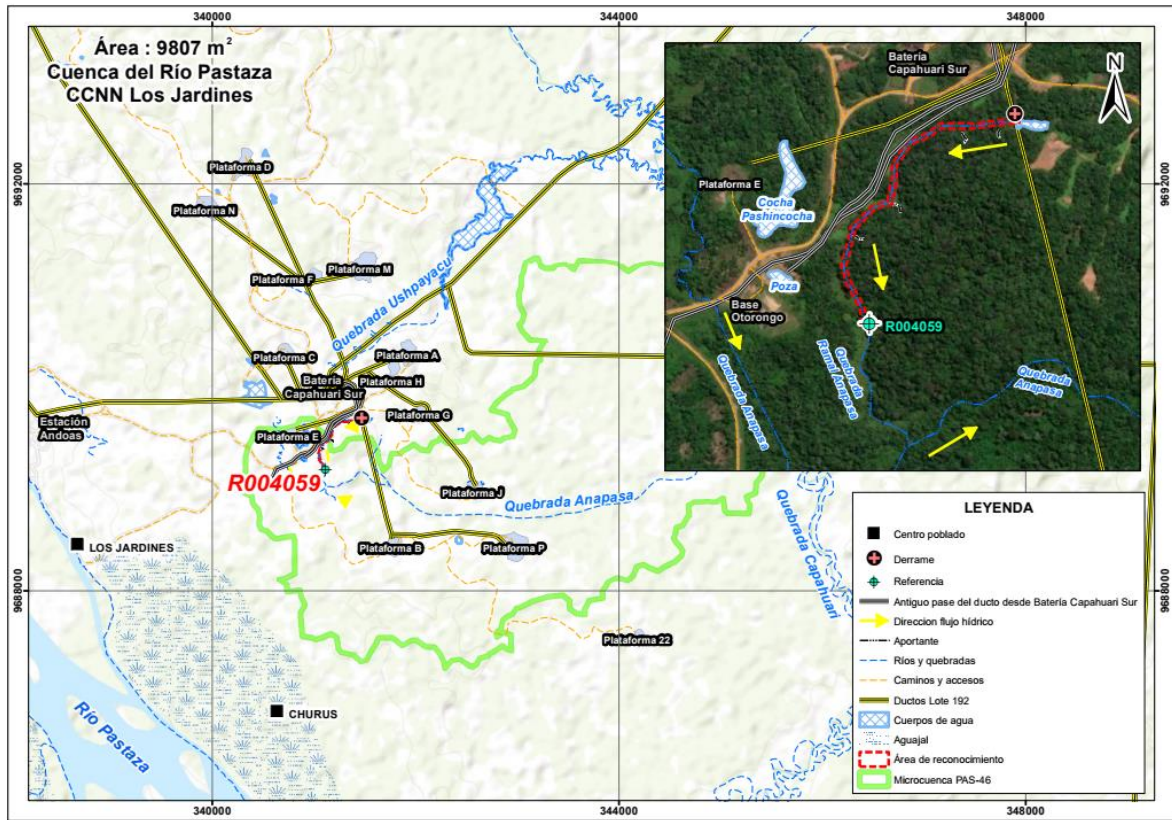 340000
344000
348000
Área : 9807 m²
Cuenca del Río Pastaza
CCNN Los Jardines
9692000
9688000
Plataforma D
Plataforma N
Plataforma M
Plataforma F
Quebrada Ushpayacu
Plataforma C
Plataforma A
Batería
Capahuari Sur
Plataforma H
Plataforma G
Estación
Andoas
Plataforma E
R004059
Plataforma J
Quebrada Anapasa
Plataforma B
Plataforma P
Quebrada Capahuari
LOS JARDINES
Plataforma 22
CHURUS
Río Pastaza
Batería
Capahuari Sur
N
Plataforma E
Cocha
Pashincocha
Poza
Base
Otorongo
R004059
Quebrada Anapasa
Quebrada
Ramal Anapasa
Quebrada
Anapasa
9692000
9688000
LEYENDA
Centro poblado
Derrame
Referencia
Antiguo pase del ducto desde Batería Capahuari Sur
Direccion flujo hídrico
Aportante
Ríos y quebradas
Caminos y accesos
Ductos Lote 192
Cuerpos de agua
Aguajal
Área de reconocimiento
Microcuenca PAS-46
340000
344000
348000